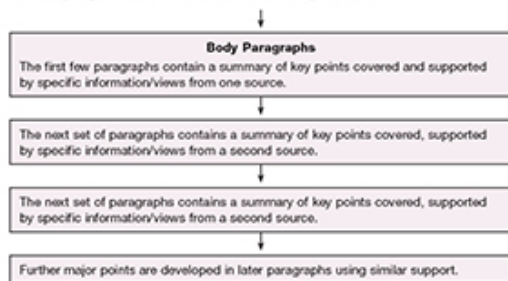 Body Paragraphs
The first few paragraphs contain a summary of key points covered and supported
by specific information/views from one source.
The next set of paragraphs contains a summary of key points covered, supported
by specific information/views from a second source.
The next set of paragraphs contains a summary of key points covered, supported
by specific information/views from a second source.
Further major points are developed in later paragraphs using similar support.